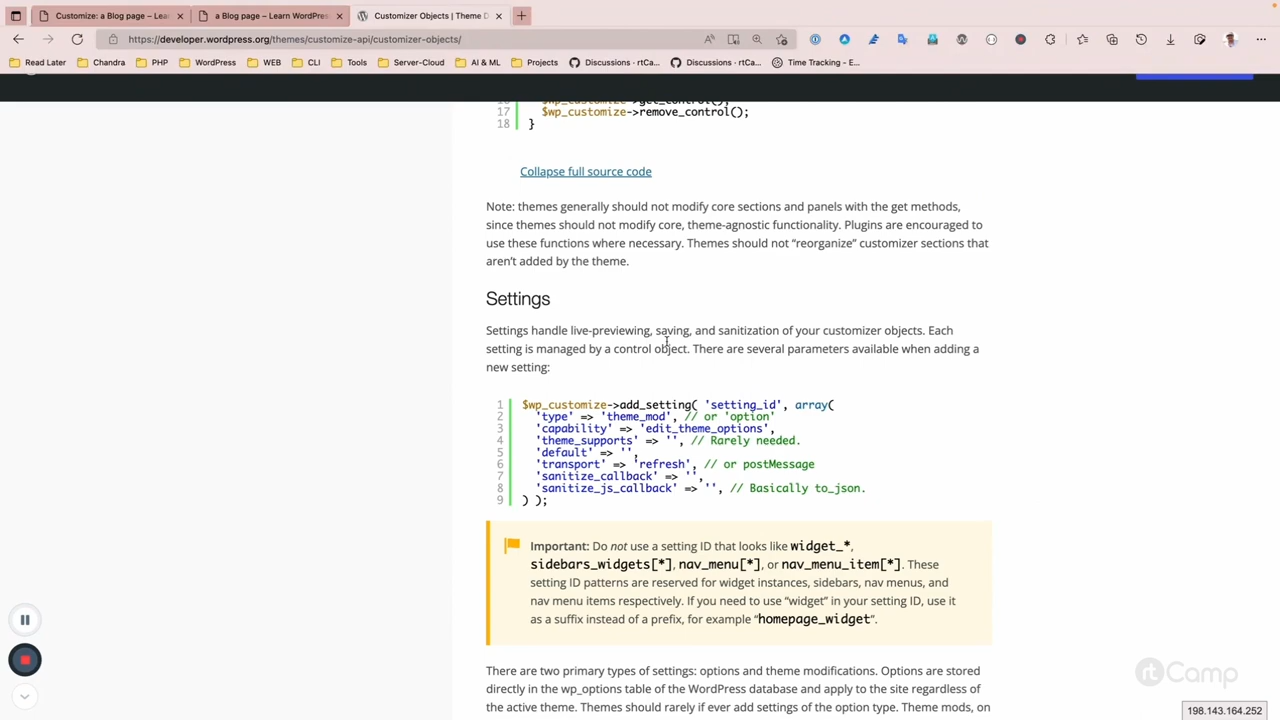 Customize: a Blog page – Lea
a Blog page – Learn WordPres
Customizer Objects | Theme D
https://developer.wordpress.org/themes/customize-api/customizer-objects/
Read Later
Chandra
PHP
WordPress
WEB
CLI
Tools
Server-Cloud
AI & ML
Projects
Discussions · rtCa...
Discussions · rtCa...
Time Tracking - E...
16 $wp_customize->get_control();
17 $wp_customize->remove_control();
18 }
Collapse full source code
Note: themes generally should not modify core sections and panels with the get methods,
since themes should not modify core, theme-agnostic functionality. Plugins are encouraged to
use these functions where necessary. Themes should not “reorganize” customizer sections that
aren’t added by the theme.
Settings
Settings handle live-previewing, saving, and sanitization of your customizer objects. Each
setting is managed by a control object. There are several parameters available when adding a
new setting:
1 $wp_customize->add_setting( 'setting_id', array(
2 'type' => 'theme_mod', // or 'option'
3 'capability' => 'edit_theme_options',
4 'theme_supports' => '', // Rarely needed.
5 'default' => '',
6 'transport' => 'refresh', // or postMessage
7 'sanitize_callback' => '',
8 'sanitize_js_callback' => '', // Basically to_json.
9 ) );
Important: Do not use a setting ID that looks like widget_*,
sidebars_widgets[*], nav_menu[*], or nav_menu_item[*]. These
setting ID patterns are reserved for widget instances, sidebars, nav menus, and
nav menu items respectively. If you need to use “widget” in your setting ID, use it
as a suffix instead of a prefix, for example “homepage_widget”.
There are two primary types of settings: options and theme modifications. Options are stored
directly in the wp_options table of the WordPress database and apply to the site regardless of
the active theme. Themes should rarely if ever add settings of the option type. Theme mods, on
rtCamp
198.143.164.252